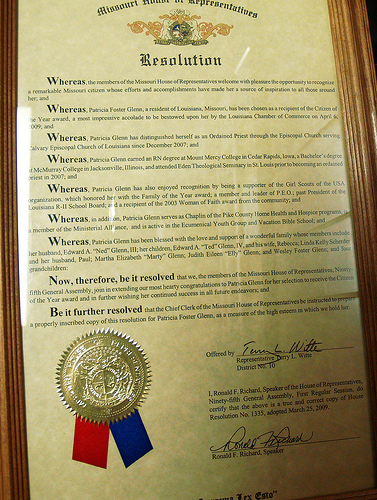 Missouri House of Representatives
Resolution
Whereas, the members of the Missouri House of Representatives welcome with pleasure the opportunity to recognize
a remarkable Missouri citizen whose efforts and accomplishments have made her a source of inspiration to all those around
her; and
Whereas, Patricia Foster Glenn, a resident of Louisiana, Missouri, has been chosen as a recipient of the Citizen of
the Year award, a most impressive accolade to be bestowed upon her by the Louisiana Chamber of Commerce on April
2009; and
Whereas, Patricia Glenn has distinguished herself as an Ordained Priest through the Episcopal Church serving
Calvary Episcopal Church of Louisiana since December 2007; and
Whereas, Patricia Glenn earned an RN degree at Mount Mercy College in Cedar Rapids, Iowa, a Bachelor's degree
at McMurray College in Jacksonville, Illinois, and attended Eden Theological Seminary in St. Louis prior to becoming an ordained
priest in 2007; and
Whereas, Patricia Glenn has also enjoyed recognition by being a supporter of the Girl Scouts of the USA
organization, which honored her with the Family of the Year award; a member and leader of P.E.O., past President of the
Louisiana R-II School Board; and a recipient of the 2003 Woman of Faith award from the community; and
Whereas, in addition, Patricia Glenn serves as Chaplin of the Pike County Home Health and Hospice programs, is
a member of the Ministerial Alliance, and is active in the Ecumenical Youth Group and Vacation Bible School; and
Whereas, Patricia Glenn has been blessed with the love and support of a wonderful family whose members include
her husband, Edward A. "Ned" Glenn, III; her children, Edward A. "Ted" Glenn, IV, and his wife, Rebecca; Linda Kelly Schender
and her husband, Paul; Martha Elizabeth "Marty" Glenn; Judith Eileen "Elly" Glenn; and Wesley Foster Glenn; and four
grandchildren:
Now, therefore, be it resolved that we, the members of the Missouri House of Representatives, Ninety-
fifth General Assembly, join in extending our most hearty congratulations to Patricia Glenn for her selection to receive the Citizen
of the Year award and in further wishing her continued success in all future endeavors; and
Be it further resolved that the Chief Clerk of the Missouri House of Representatives be instructed to prepare
a properly inscribed copy of this resolution for Patricia Foster Glenn, as a measure of the high esteem in which we hold her.
Offered by Terry L. Witte
Representative Terry L. Witte
District No. 10
I, Ronald F. Richard, Speaker of the House of Representatives,
Ninety-fifth General Assembly, First Regular Session, do
certify that the above is a true and correct copy of House
Resolution No. 1335, adopted March 25, 2009.
Ronald F. Richard
Ronald F. Richard, Speaker
Suprema Lex Esto"